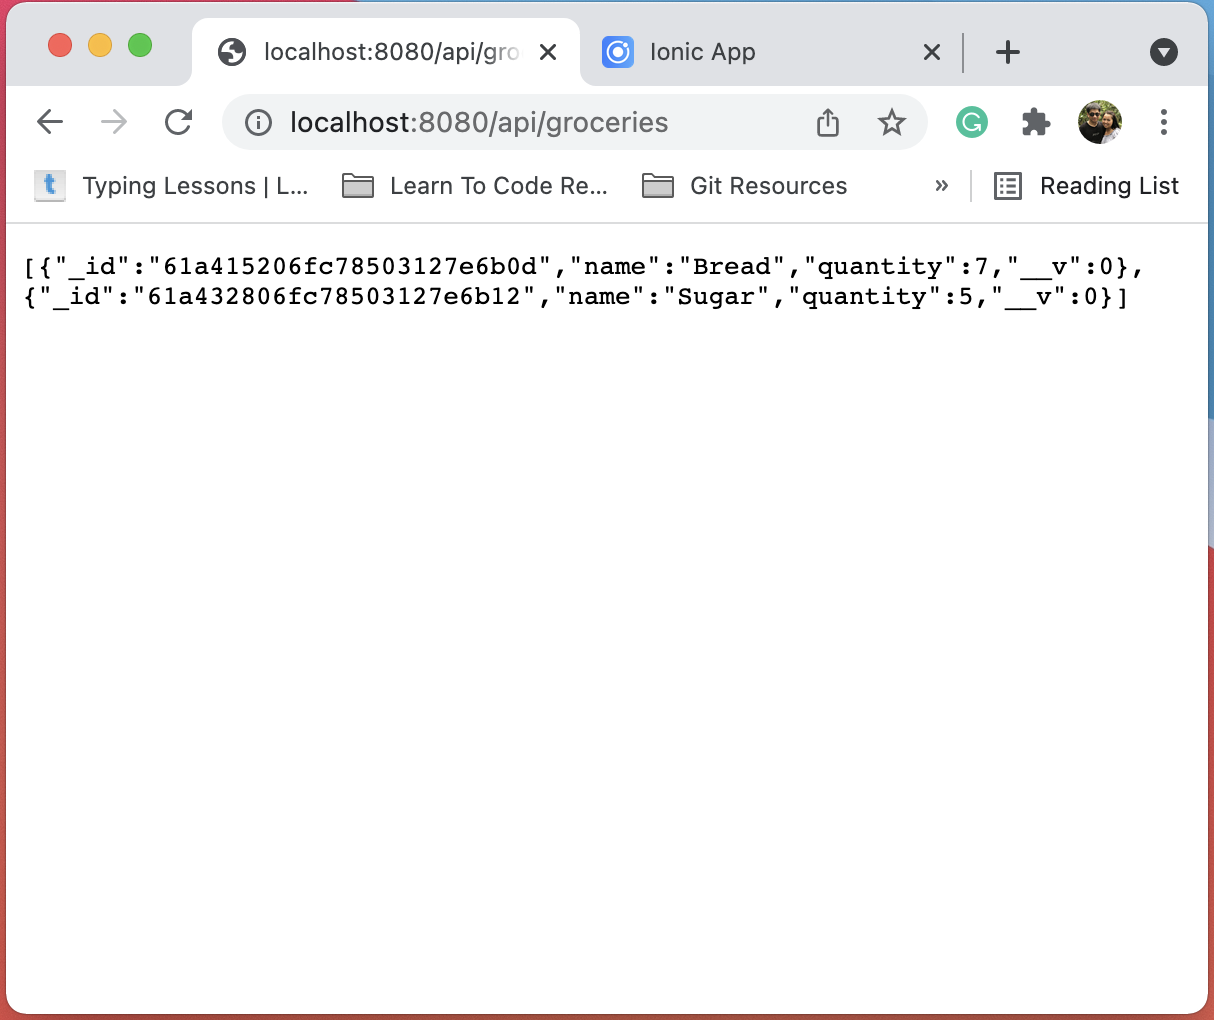 localhost:8080/api/gro
Ionic App
localhost:8080/api/groceries
Typing Lessons | L...
Learn To Code Re...
Git Resources
»
Reading List
[{"_id":"61a415206fc78503127e6b0d","name":"Bread","quantity":7,"__v":0},
{"_id":"61a432806fc78503127e6b12","name":"Sugar","quantity":5,"__v":0}]